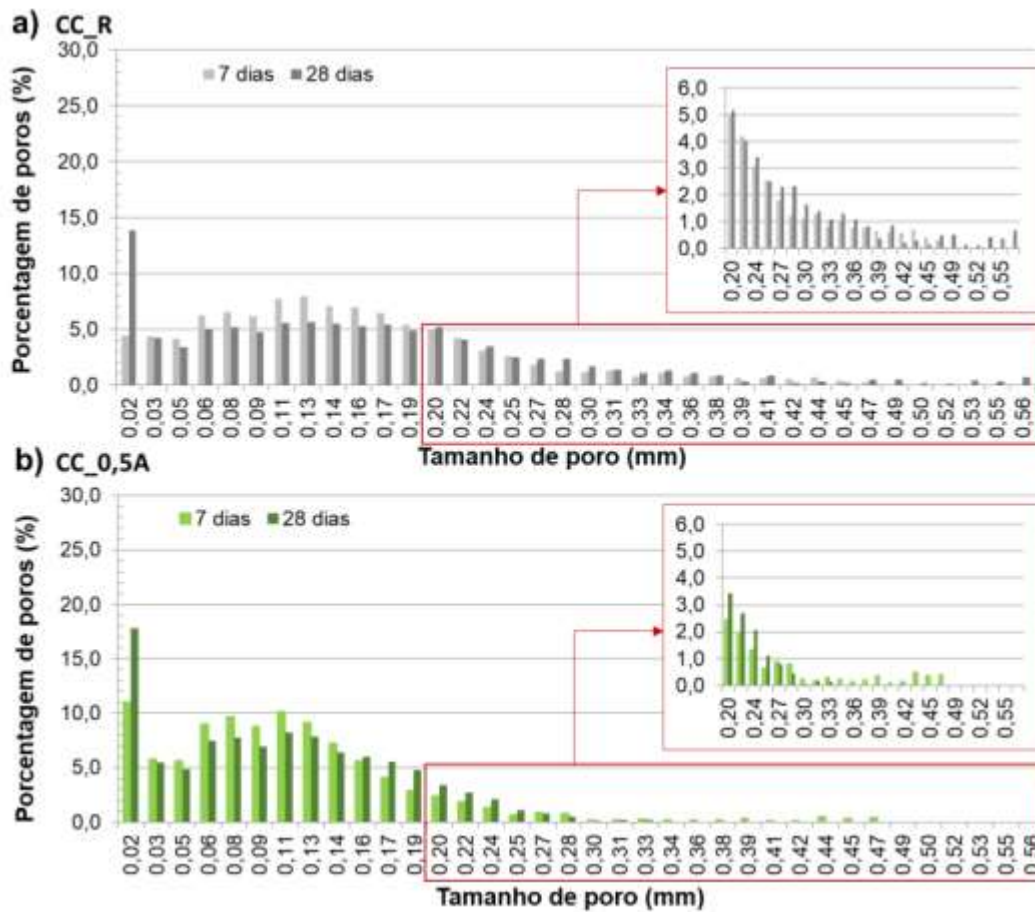 a) CC_R
Porcentagem de poros (%)
30,0
25,0
20,0
15,0
10,0
5,0
0,0
7 dias 28 dias
6,0
5,0
4,0
3,0
2,0
1,0
0,0
0,20 0,24 0,27 0,30 0,33 0,36 0,39 0,42 0,45 0,49 0,52 0,55
0,02 0,03 0,05 0,06 0,08 0,09 0,11 0,13 0,14 0,16 0,17 0,19 0,20 0,22 0,24 0,25 0,27 0,28 0,30 0,31 0,33 0,34 0,36 0,38 0,39 0,41 0,42 0,44 0,45 0,47 0,49 0,50 0,52 0,53 0,55 0,56
Tamanho de poro (mm)
b) CC_0,5A
Porcentagem de poros (%)
30,0
25,0
20,0
15,0
10,0
5,0
0,0
7 dias 28 dias
6,0
5,0
4,0
3,0
2,0
1,0
0,0
0,20 0,24 0,27 0,30 0,33 0,36 0,39 0,42 0,45 0,49 0,52 0,55
0,02 0,03 0,05 0,06 0,08 0,09 0,11 0,13 0,14 0,16 0,17 0,19 0,20 0,22 0,24 0,25 0,27 0,28 0,30 0,31 0,33 0,34 0,36 0,38 0,39 0,41 0,42 0,44 0,45 0,47 0,49 0,50 0,52 0,53 0,55 0,56
Tamanho de poro (mm)